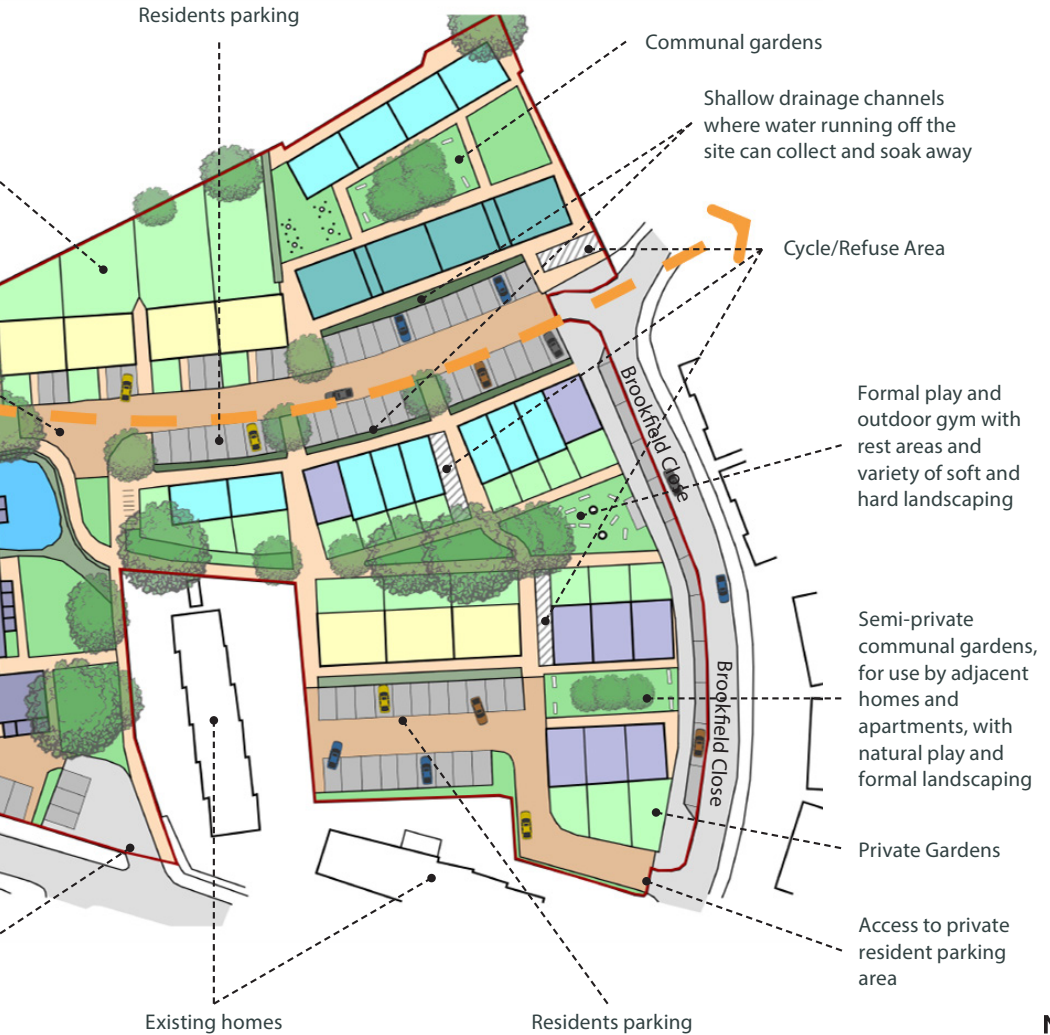 Residents parking
Communal gardens
Shallow drainage channels
where water running off the
site can collect and soak away
Cycle/Refuse Area
Brookfield Close
Formal play and
outdoor gym with
rest areas and
variety of soft and
hard landscaping
Semi-private
communal gardens,
for use by adjacent
homes and
apartments, with
natural play and
formal landscaping
Brookfield Close
Private Gardens
Access to private
resident parking
area
Existing homes
Residents parking
N